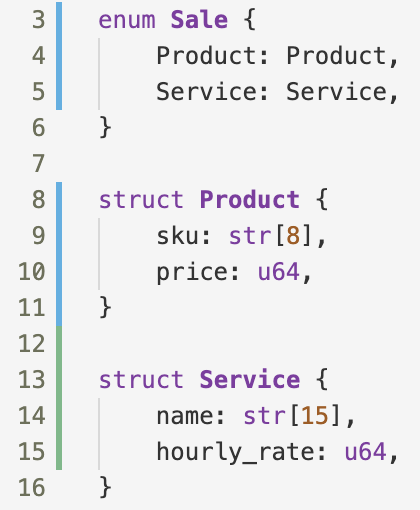 3 enum Sale {
4     Product: Product,
5     Service: Service,
6 }
7
8 struct Product {
9     sku: str[8],
10     price: u64,
11 }
12
13 struct Service {
14     name: str[15],
15     hourly_rate: u64,
16 }